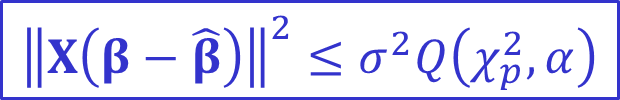 ‖𝐗(𝛃 − 𝛃̂)‖² ≤ σ²Q(χ²ₚ, α)